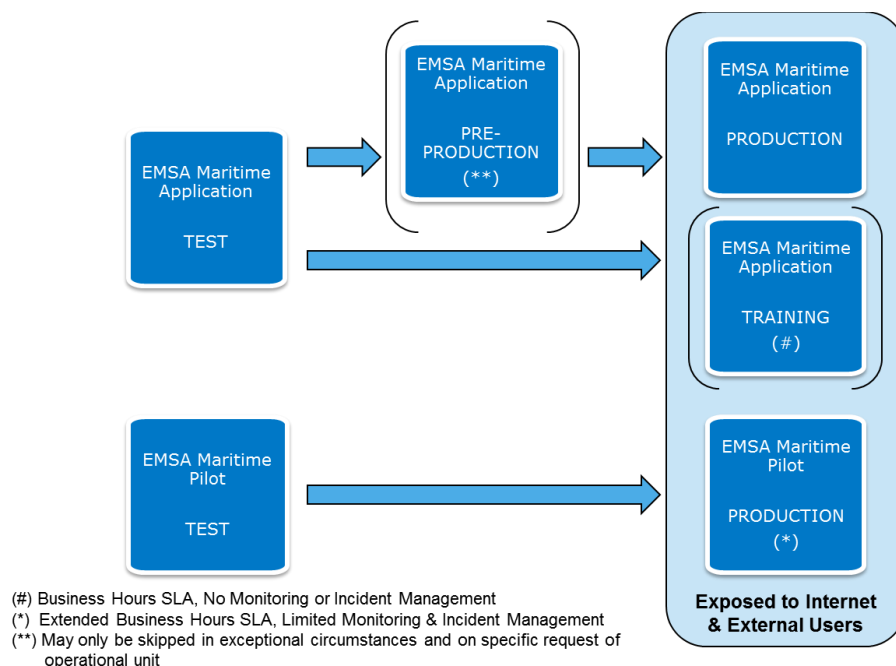 EMSA Maritime
Application
PRE-
PRODUCTION
(**)
EMSA Maritime
Application
PRODUCTION
EMSA Maritime
Application
TEST
EMSA Maritime
Application
TRAINING
(#)
EMSA Maritime
Pilot
TEST
EMSA Maritime
Pilot
PRODUCTION
(*)
Exposed to Internet
& External Users
(#) Business Hours SLA, No Monitoring or Incident Management
(*) Extended Business Hours SLA, Limited Monitoring & Incident Management
(**) May only be skipped in exceptional circumstances and on specific request of
operational unit